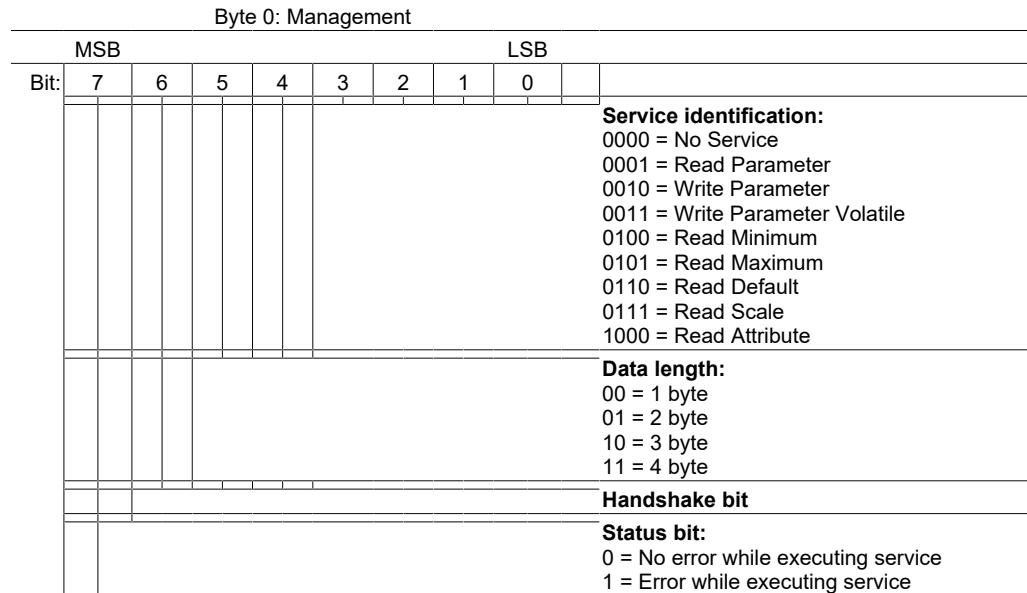 Byte 0: Management
MSB LSB
Bit: 7 6 5 4 3 2 1 0
Service identification:
0000 = No Service
0001 = Read Parameter
0010 = Write Parameter
0011 = Write Parameter Volatile
0100 = Read Minimum
0101 = Read Maximum
0110 = Read Default
0111 = Read Scale
1000 = Read Attribute
Data length:
00 = 1 byte
01 = 2 byte
10 = 3 byte
11 = 4 byte
Handshake bit
Status bit:
0 = No error while executing service
1 = Error while executing service